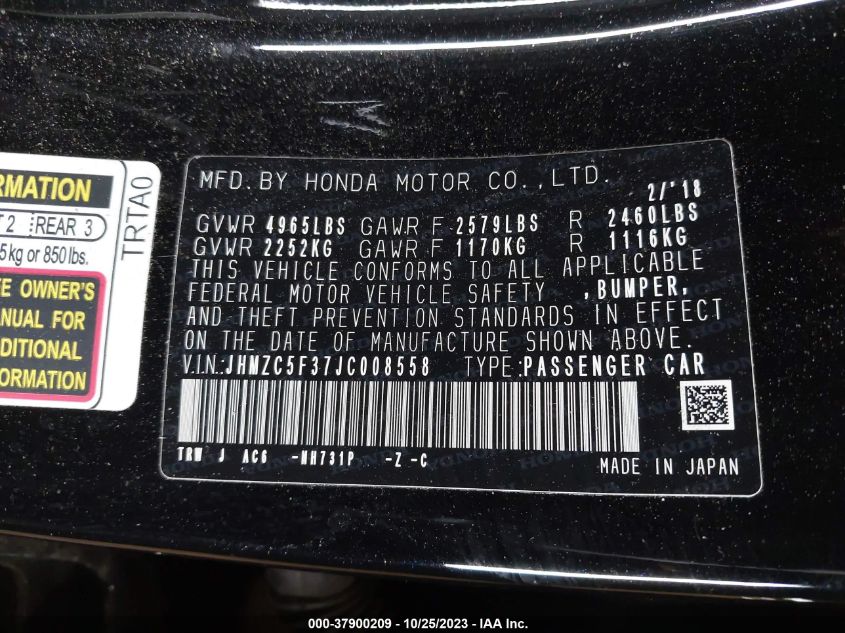 RMATION
T 2 REAR 3
5 kg or 850 lbs.
E OWNER'S
ANUAL FOR
DITIONAL
FORMATION
TRTA0
MFD. BY HONDA MOTOR CO., LTD. 2/'18
GVWR 4965LBS GAWR F 2579LBS R 2460LBS
GVWR 2252KG GAWR F 1170KG R 1116KG
THIS VEHICLE CONFORMS TO ALL APPLICABLE
FEDERAL MOTOR VEHICLE SAFETY , BUMPER,
AND THEFT PREVENTION STANDARDS IN EFFECT
ON THE DATE OF MANUFACTURE SHOWN ABOVE.
V.I.N.: JHMZC5F37JC008558 TYPE: PASSENGER CAR
TRW J AC6 -NH731P -Z -C
MADE IN JAPAN
000-37900209 - 10/25/2023 - IAA Inc.